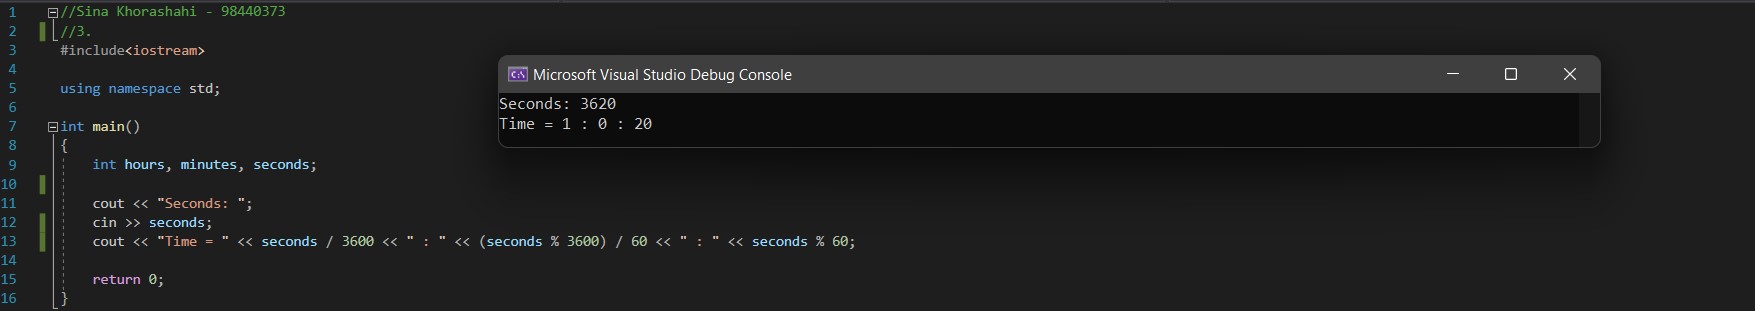 1 //Sina Khorashahi - 98440373
2 //3.
3 #include<iostream>
4
5 using namespace std;
6
7 int main()
8 {
9 int hours, minutes, seconds;
10
11 cout << "Seconds: ";
12 cin >> seconds;
13 cout << "Time = " << seconds / 3600 << " : " << (seconds % 3600) / 60 << " : " << seconds % 60;
14
15 return 0;
16 }
Microsoft Visual Studio Debug Console
Seconds: 3620
Time = 1 : 0 : 20